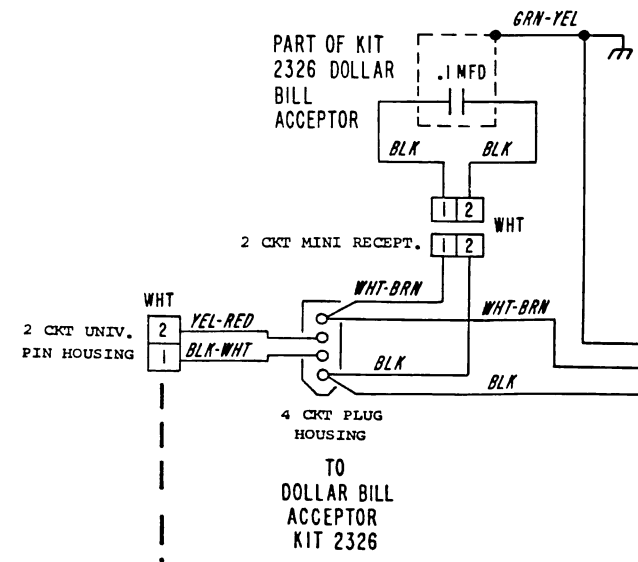 GRN-YEL
PART OF KIT
2326 DOLLAR
BILL
ACCEPTOR
.1MFD
BLK BLK
1 2
WHT
2 CKT MINI RECEPT. 1 2
WHT-BRN
WHT-BRN
WHT
2 CKT UNIV.
PIN HOUSING
2 YEL-RED
1 BLK-WHT
BLK
BLK
4 CKT PLUG
HOUSING
TO
DOLLAR BILL
ACCEPTOR
KIT 2326